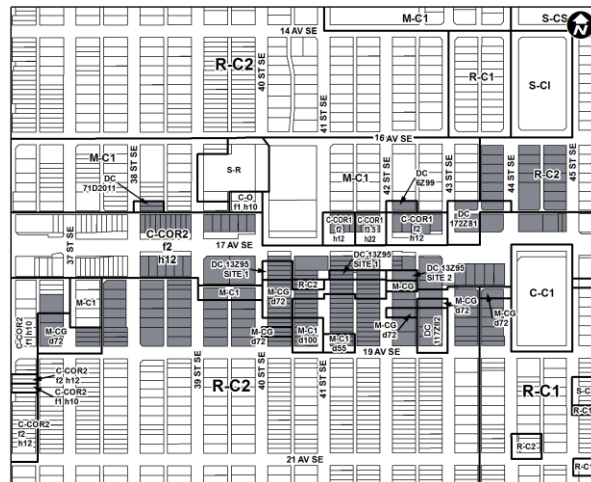 M-C1
S-CS
14 AV SE
N
R-C2
40 ST SE
41 ST SE
R-C1
S-CI
16 AV SE
M-C1
38 ST SE
S-R
M-C1
42 ST SE
43 ST SE
44 ST SE
R-C2
45 ST SE
DC
71D2011
DC
6Z99
C-O
f1 h10
C-COR1
f2
h12
C-COR1
f3.5
h22
C-COR1
f2
h12
DC
172Z81
C-COR2
f2
h12
17 AV SE
37 ST SE
DC 13Z95
SITE 1
DC 13Z95
SITE 1
DC 13Z95
SITE 2
C-C1
M-C1
M-C1
M-CG
d72
R-C2
M-CG
M-CG
d72
M-CG
d72
C-COR2
f1 h10
M-CG
d72
M-CG
d72
M-C1
d100
M-C1
d55
M-CG
d72
DC
117Z82
19 AV SE
39 ST SE
40 ST SE
41 ST SE
R-C2
R-C1
C-COR2
f2 h12
C-COR2
f1 h10
C-COR2
f2
h12
R-C1
R-C2
21 AV SE
R-C1